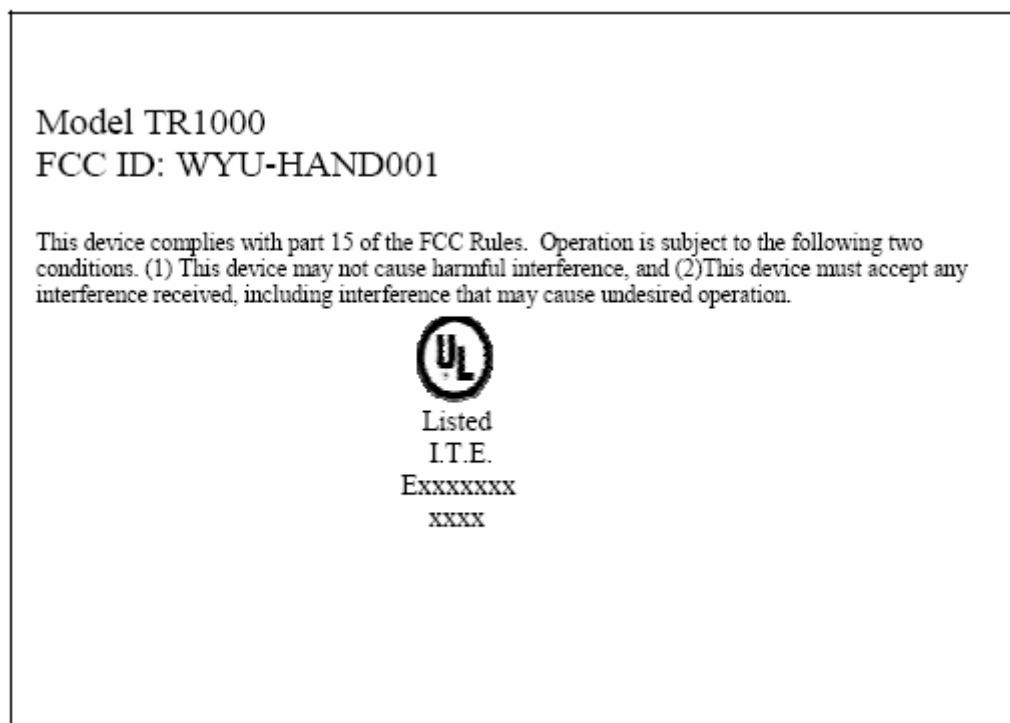 Model TR1000
FCC ID: WYU-HAND001
This device complies with part 15 of the FCC Rules.  Operation is subject to the following two
conditions. (1) This device may not cause harmful interference, and (2)This device must accept any
interference received, including interference that may cause undesired operation.
UL
Listed
I.T.E.
Exxxxxxxx
xxxx